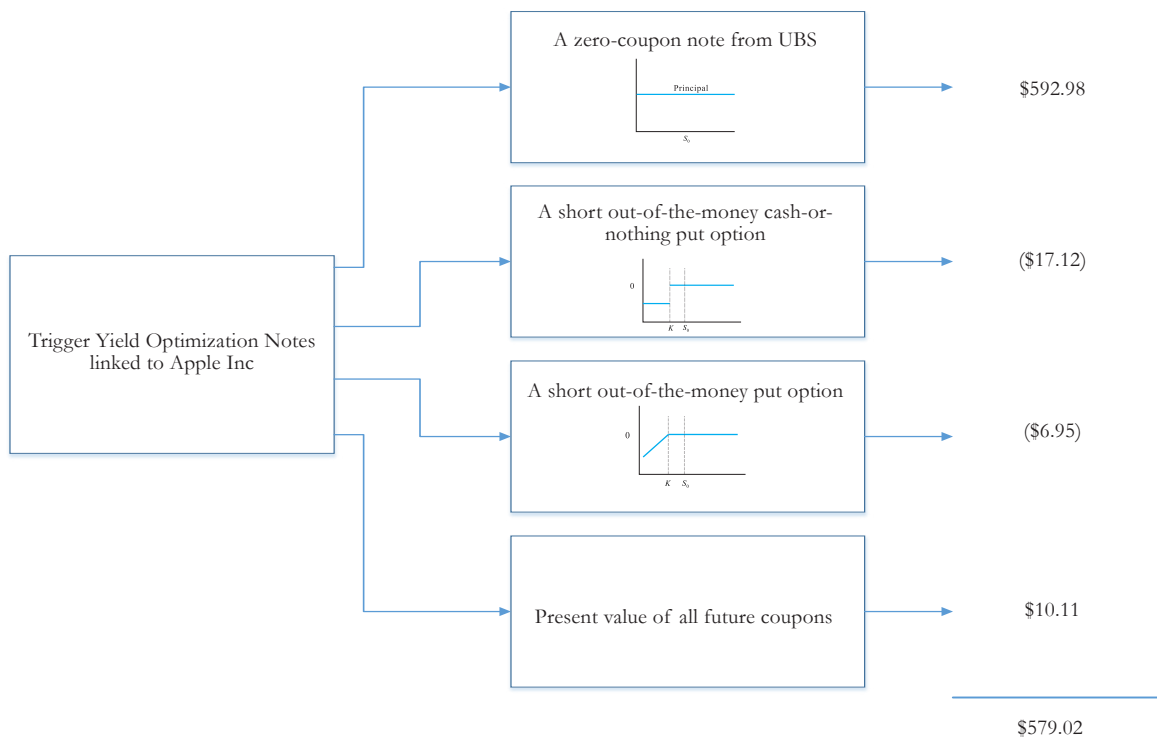 A zero-coupon note from UBS
Principal
S₀
$592.98
A short out-of-the-money cash-or-
nothing put option
0
K S₀
($17.12)
Trigger Yield Optimization Notes
linked to Apple Inc
A short out-of-the-money put option
0
K S₀
($6.95)
Present value of all future coupons
$10.11
$579.02